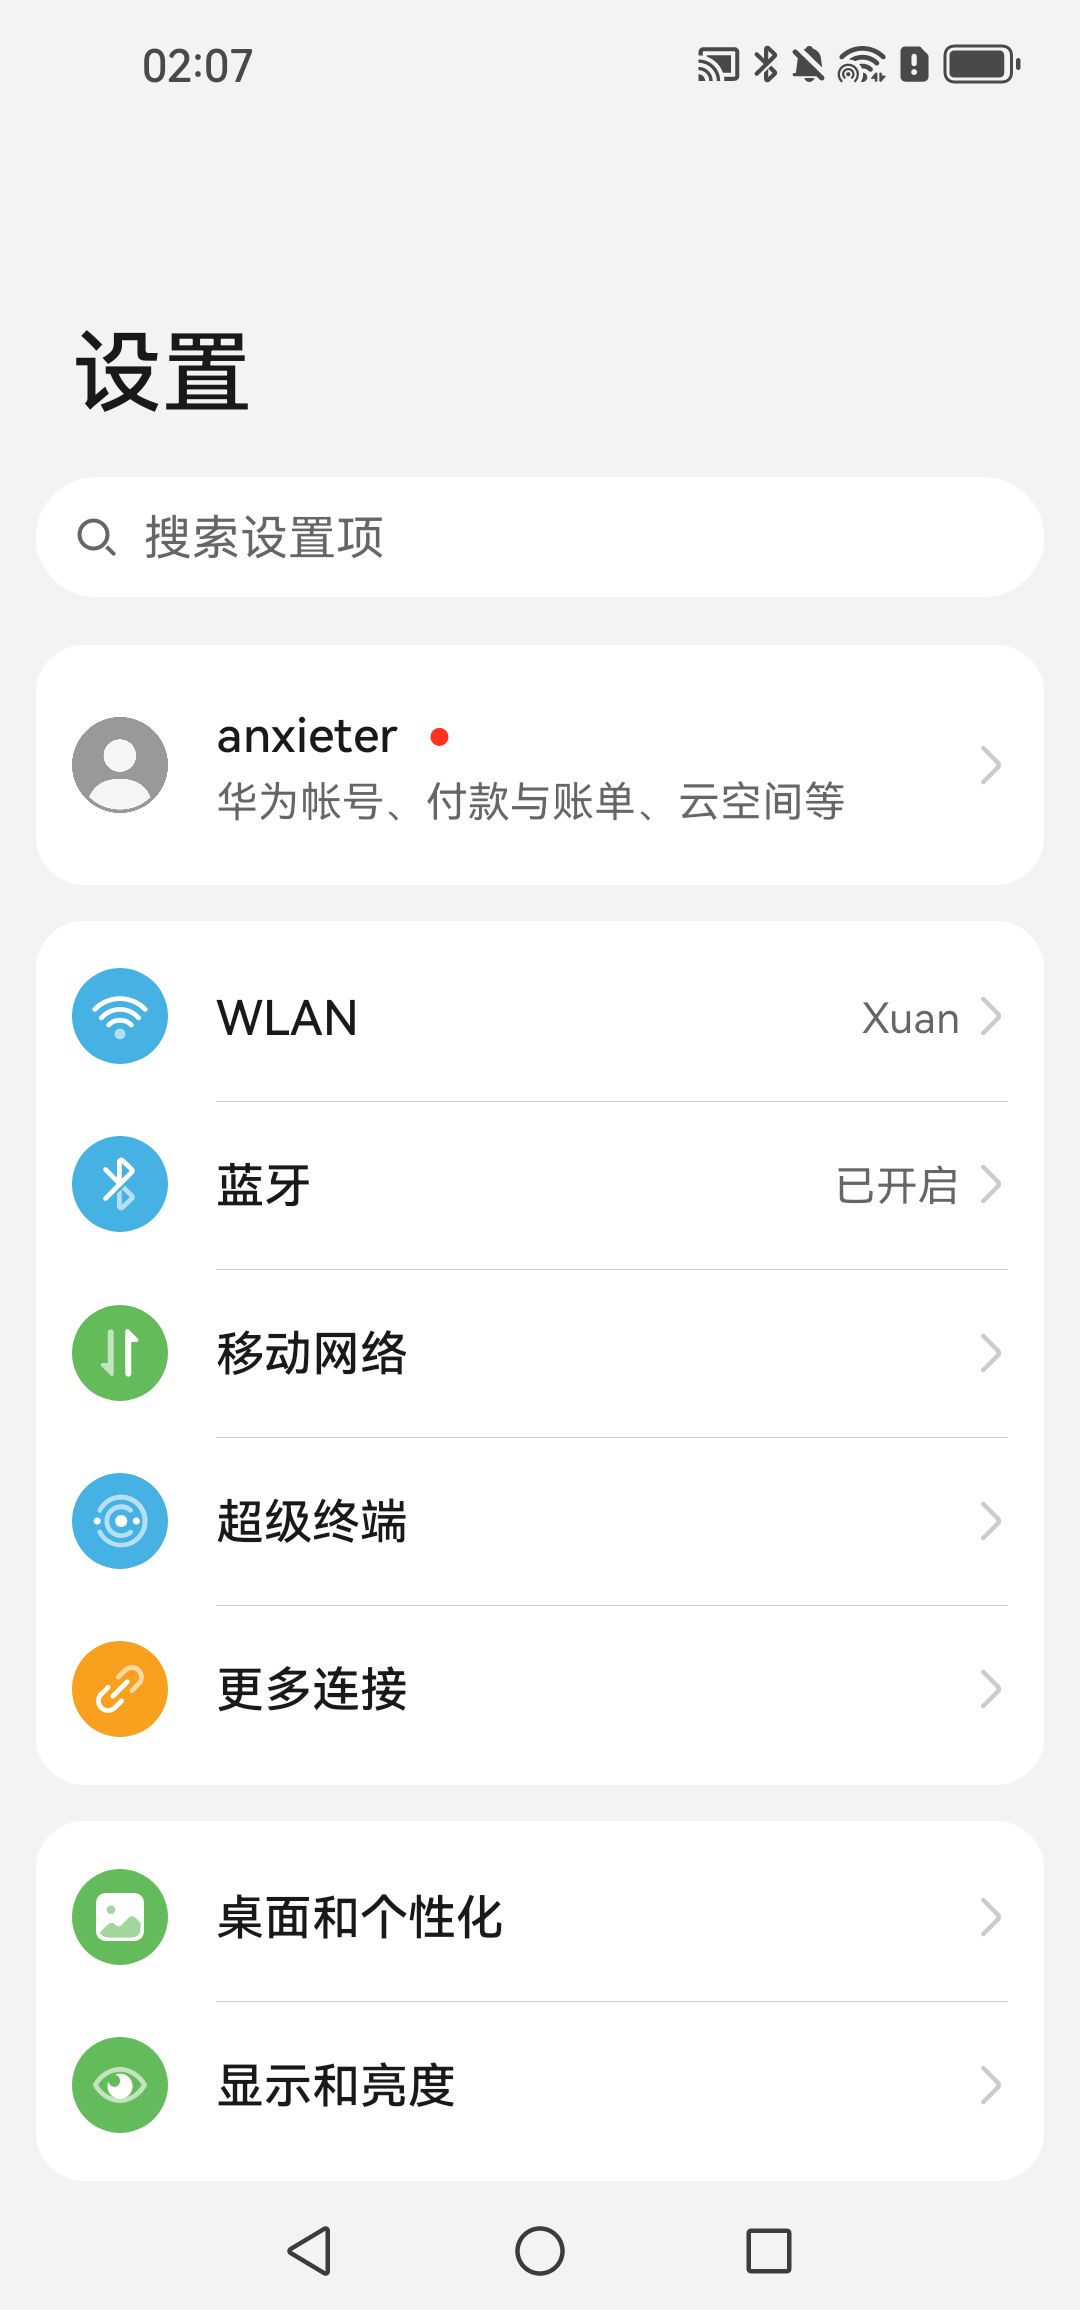 02:07
设置
搜索设置项
anxieter
华为帐号、付款与账单、云空间等
WLAN
Xuan
蓝牙
已开启
移动网络
超级终端
更多连接
桌面和个性化
显示和亮度